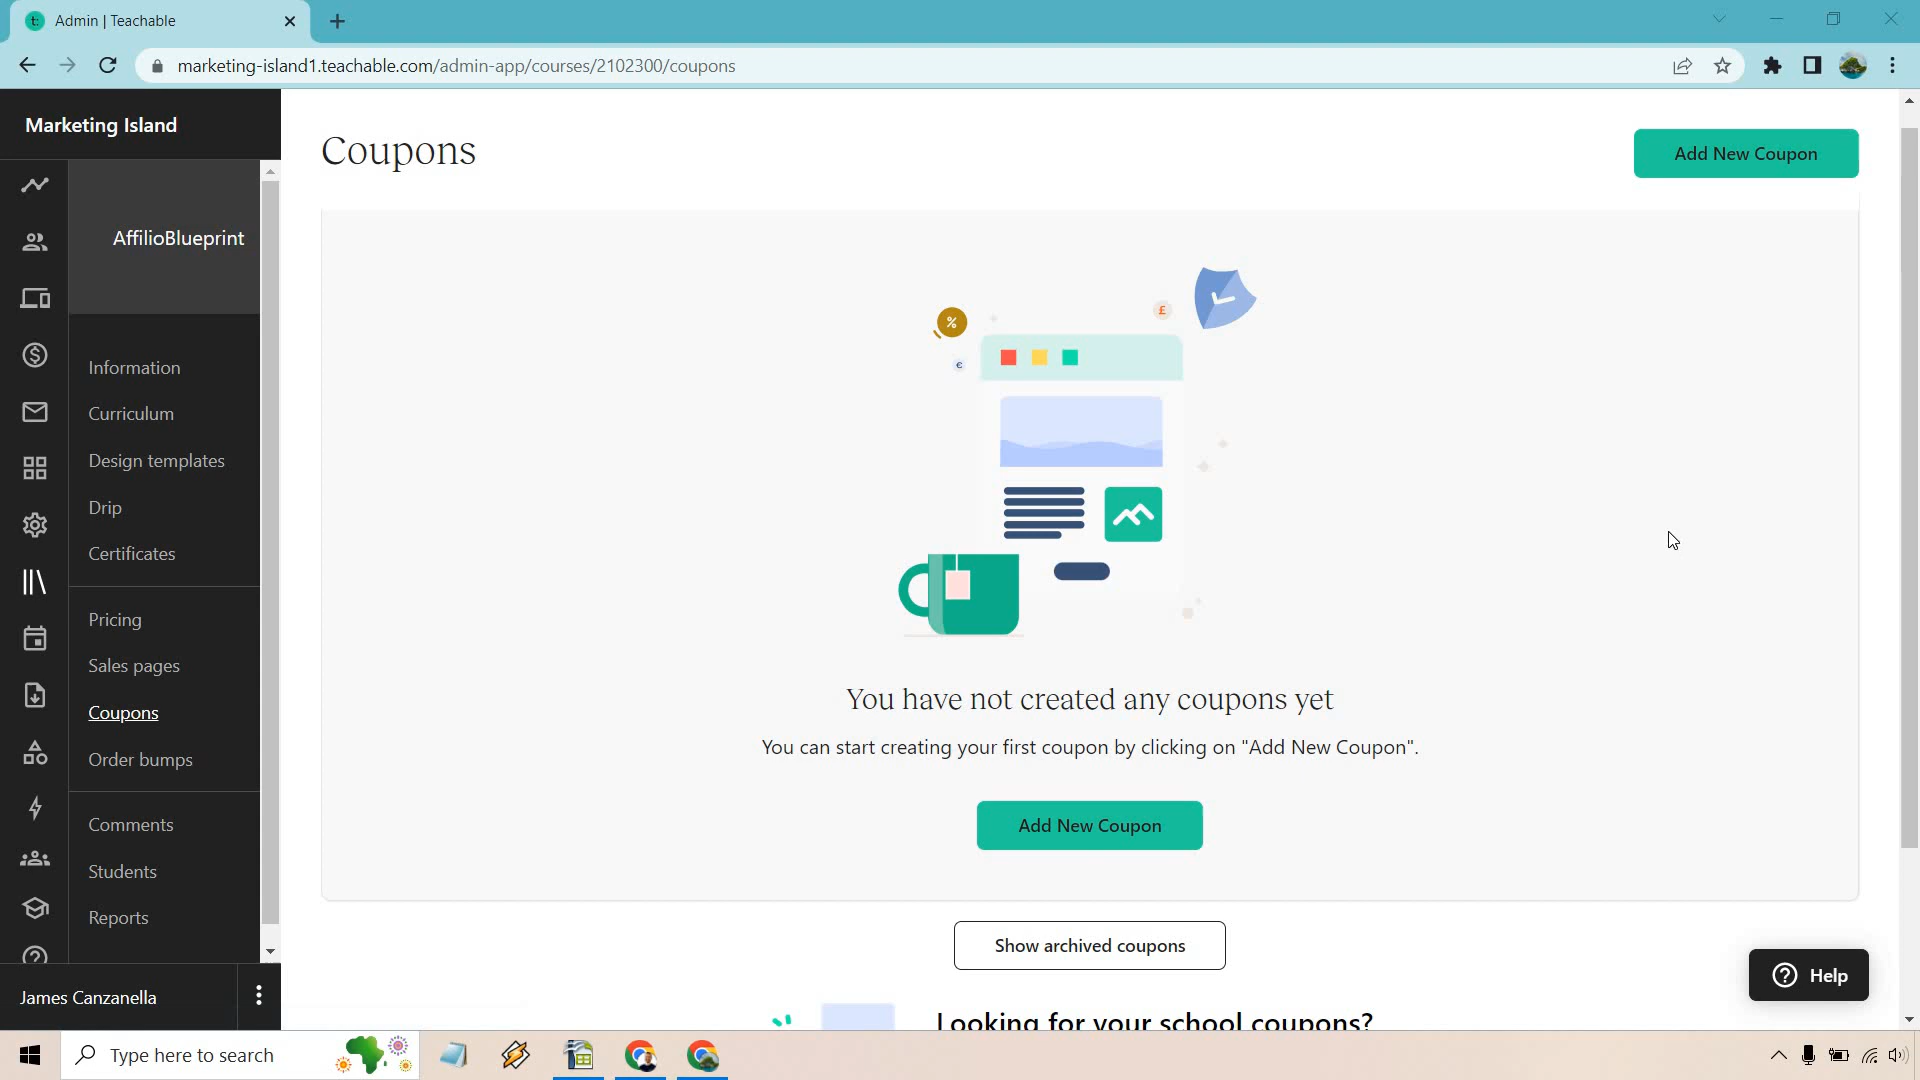 Admin | Teachable
marketing-island1.teachable.com/admin-app/courses/2102300/coupons
Marketing Island
AffilioBlueprint
Information
Curriculum
Design templates
Drip
Certificates
Pricing
Sales pages
Coupons
Order bumps
Comments
Students
Reports
James Canzanella
Coupons
Add New Coupon
%
£
€
You have not created any coupons yet
You can start creating your first coupon by clicking on "Add New Coupon".
Add New Coupon
Show archived coupons
Looking for your school coupons?
Help
Type here to search